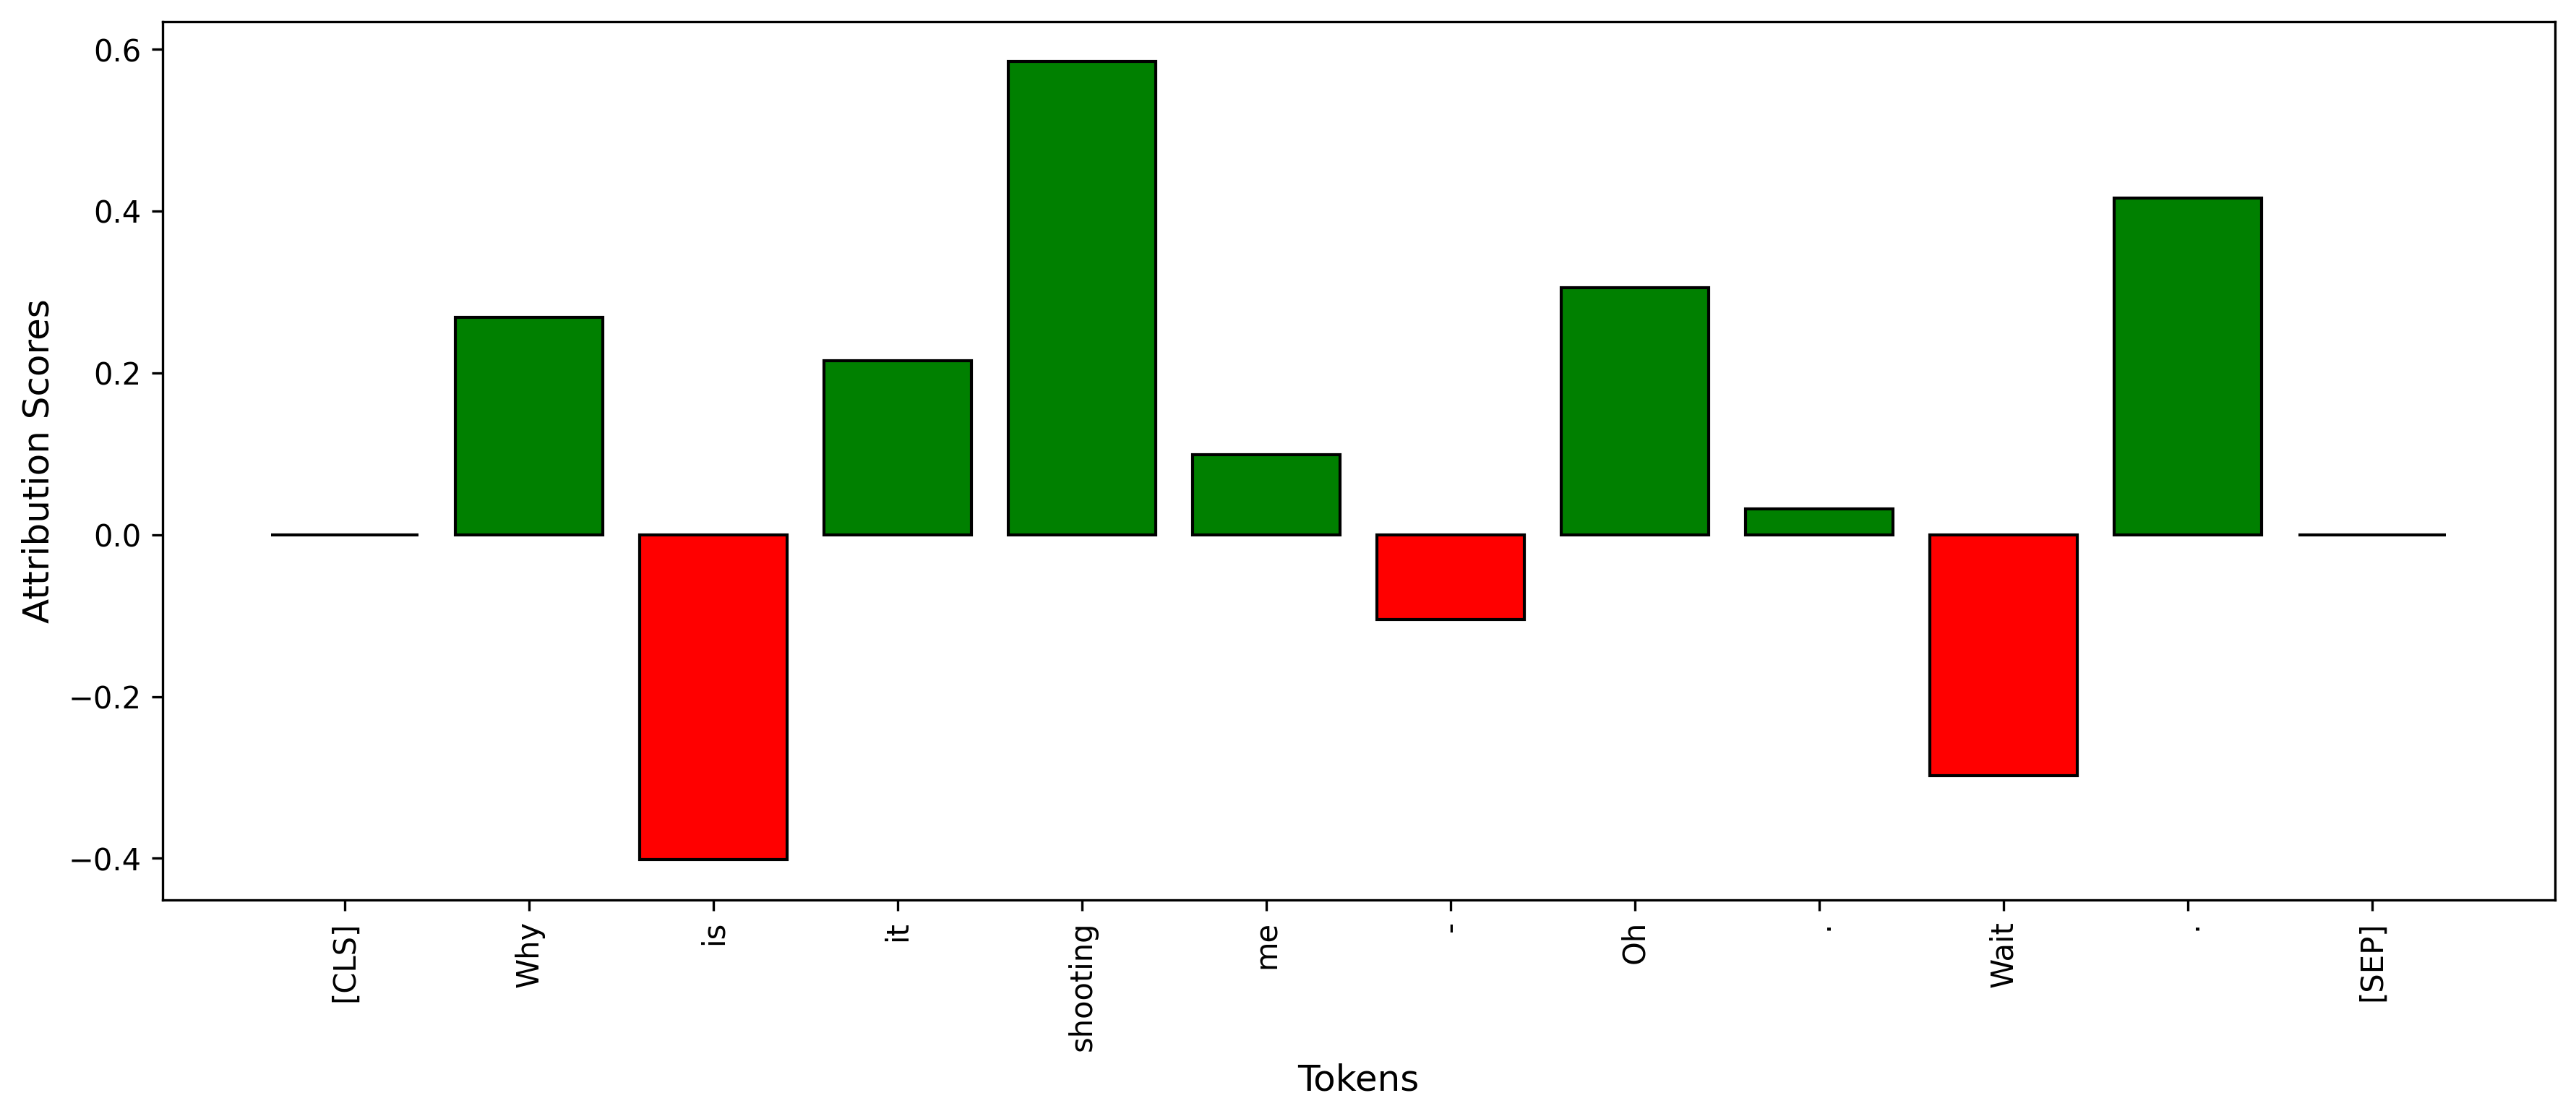 Attribution Scores
0.6
0.4
0.2
0.0
−0.2
−0.4
[CLS]
Why
is
it
shooting
me
-
Oh
.
Wait
.
[SEP]
Tokens